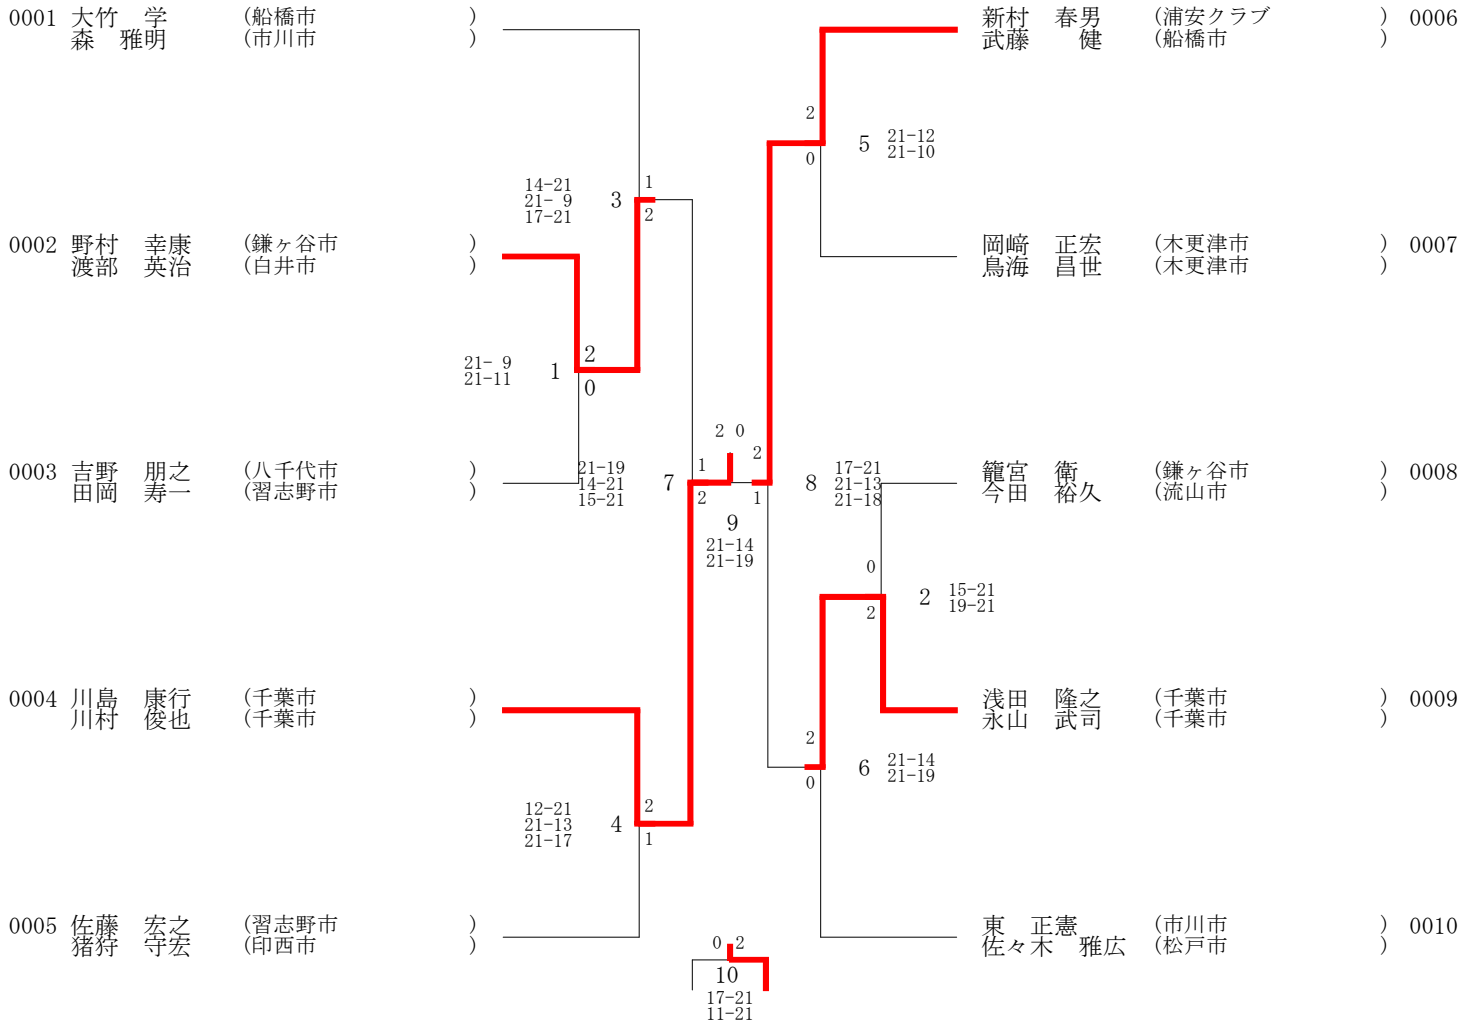 0001 大竹　学 (船橋市 )
森　雅明 (市川市 )
0002 野村　幸康 (鎌ヶ谷市 )
渡部　英治 (白井市 )
0003 吉野　朋之 (八千代市 )
田岡　寿一 (習志野市 )
0004 川島　康行 (千葉市 )
川村　俊也 (千葉市 )
0005 佐藤　宏之 (習志野市 )
猪狩　守宏 (印西市 )
14-21
21- 9
17-21
3
1
2
21- 9
21-11
1
2
0
21-19
14-21
15-21
7
1
2
12-21
21-13
21-17
4
2
1
2 0
9
21-14
21-19
0 2
10
17-21
11-21
新村　春男 (浦安クラブ ) 0006
武藤　　健 (船橋市 )
2
0
5
21-12
21-10
岡﨑　正宏 (木更津市 ) 0007
鳥海　昌世 (木更津市 )
2
1
8
17-21
21-13
21-18
籠宮　衛 (鎌ヶ谷市 ) 0008
今田　裕久 (流山市 )
0
2
2
15-21
19-21
浅田　隆之 (千葉市 ) 0009
永山　武司 (千葉市 )
2
0
6
21-14
21-19
東　正憲 (市川市 ) 0010
佐々木　雅広 (松戸市 )